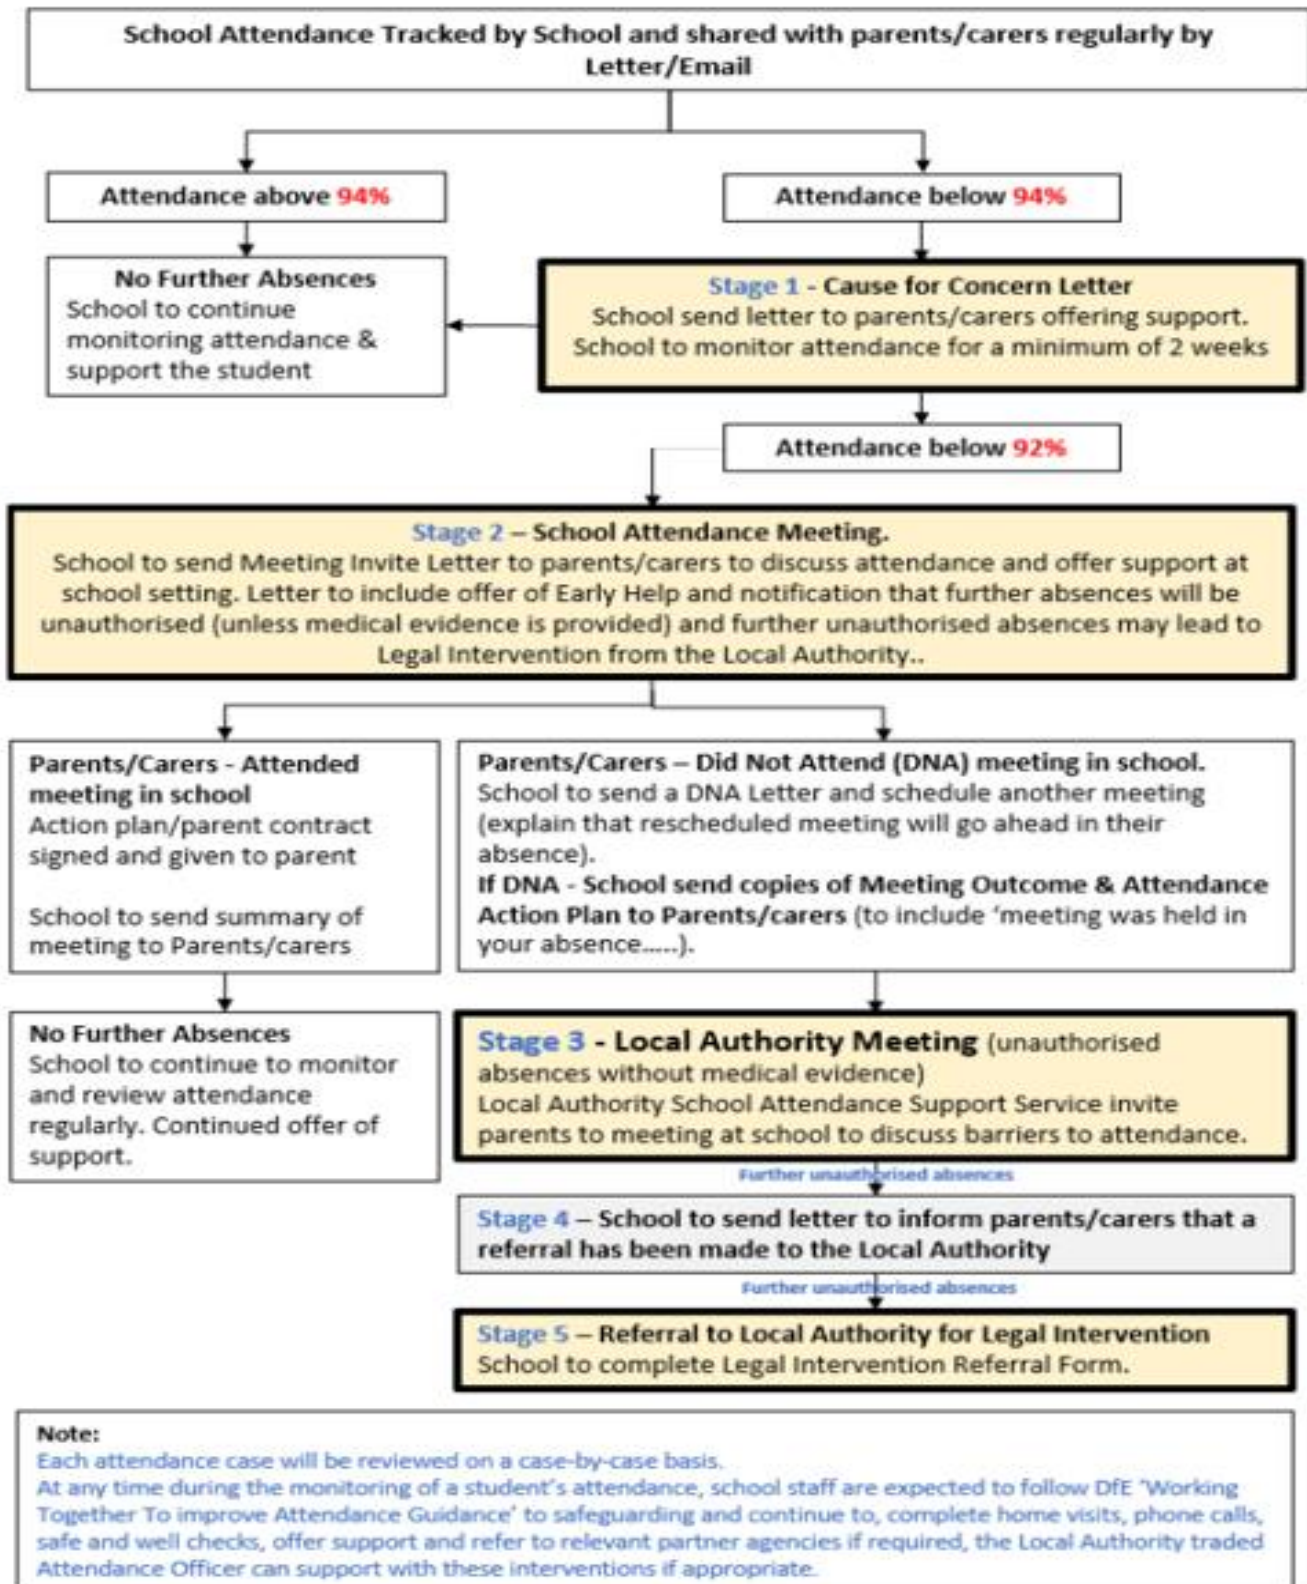 School Attendance Tracked by School and shared with parents/carers regularly by
Letter/Email
Attendance above 94%
Attendance below 94%
No Further Absences
School to continue
monitoring attendance &
support the student
Stage 1 - Cause for Concern Letter
School send letter to parents/carers offering support.
School to monitor attendance for a minimum of 2 weeks
Attendance below 92%
Stage 2 – School Attendance Meeting.
School to send Meeting Invite Letter to parents/carers to discuss attendance and offer support at
school setting. Letter to include offer of Early Help and notification that further absences will be
unauthorised (unless medical evidence is provided) and further unauthorised absences may lead to
Legal Intervention from the Local Authority..
Parents/Carers - Attended
meeting in school
Action plan/parent contract
signed and given to parent
School to send summary of
meeting to Parents/carers
Parents/Carers – Did Not Attend (DNA) meeting in school.
School to send a DNA Letter and schedule another meeting
(explain that rescheduled meeting will go ahead in their
absence).
If DNA - School send copies of Meeting Outcome & Attendance
Action Plan to Parents/carers (to include ‘meeting was held in
your absence.....).
No Further Absences
School to continue to monitor
and review attendance
regularly. Continued offer of
support.
Stage 3 - Local Authority Meeting (unauthorised
absences without medical evidence)
Local Authority School Attendance Support Service invite
parents to meeting at school to discuss barriers to attendance.
Further unauthorised absences
Stage 4 – School to send letter to inform parents/carers that a
referral has been made to the Local Authority
Further unauthorised absences
Stage 5 – Referral to Local Authority for Legal Intervention
School to complete Legal Intervention Referral Form.
Note:
Each attendance case will be reviewed on a case-by-case basis.
At any time during the monitoring of a student’s attendance, school staff are expected to follow DfE ‘Working
Together To improve Attendance Guidance’ to safeguarding and continue to, complete home visits, phone calls,
safe and well checks, offer support and refer to relevant partner agencies if required, the Local Authority traded
Attendance Officer can support with these interventions if appropriate.